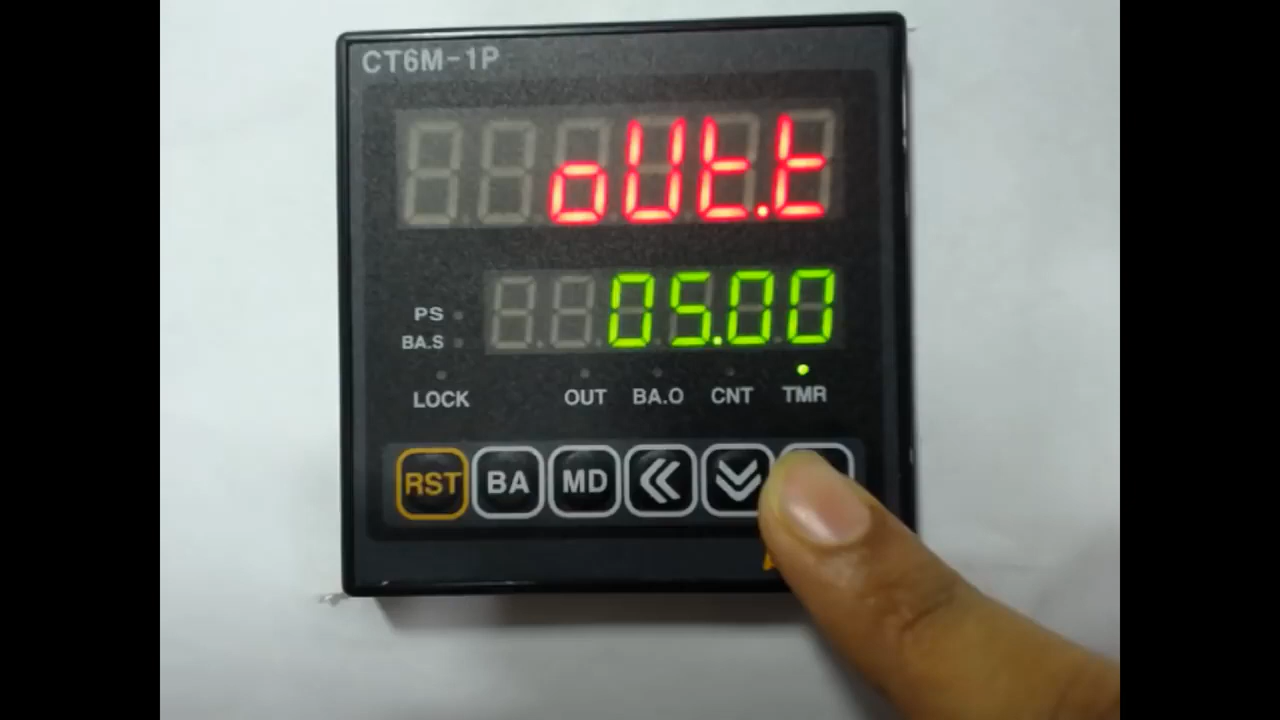 CT6M-1P
oUt.t
05.00
PS
BA.S
LOCK OUT BA.O CNT TMR
RST BA MD